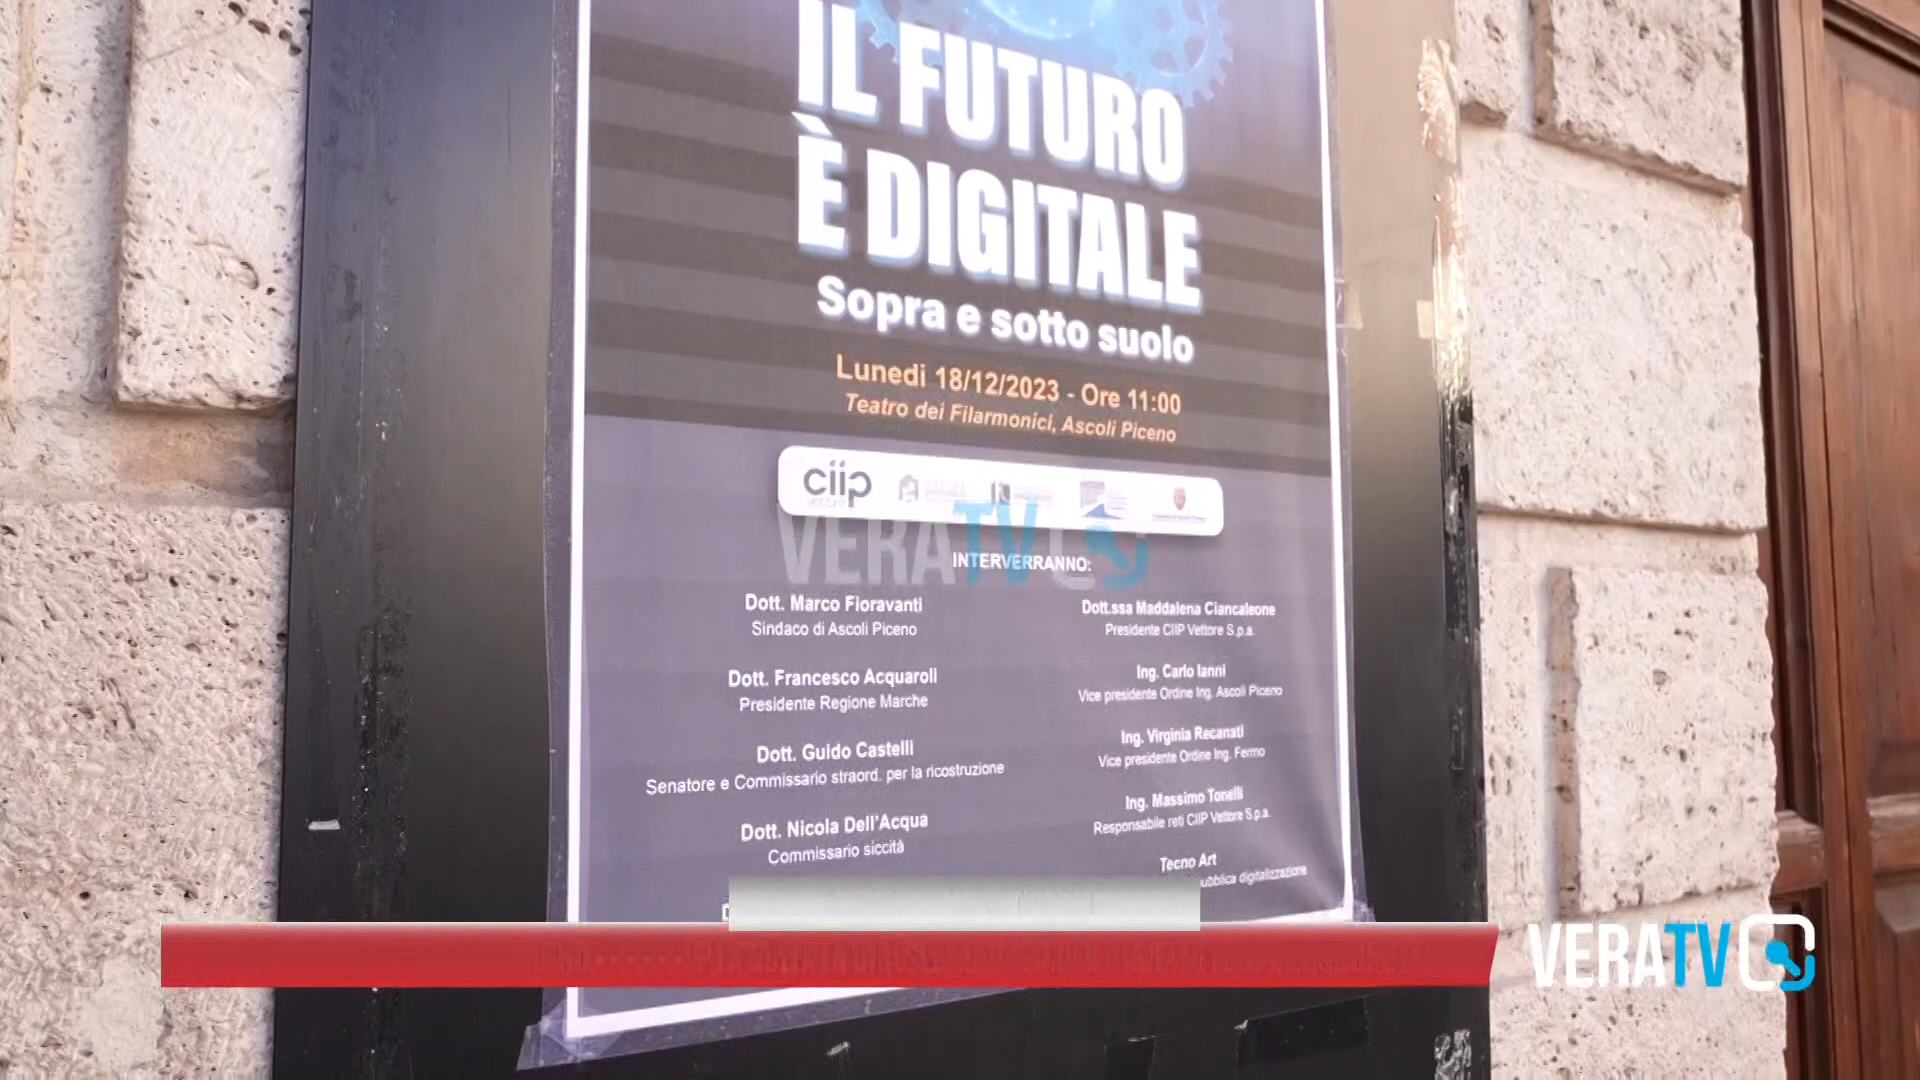 IL FUTURO
È DIGITALE
Sopra e sotto suolo
Lunedi 18/12/2023 - Ore 11:00
Teatro dei Filarmonici, Ascoli Piceno
ciip
vettore
VERATV
INTERVERRANNO:
Dott. Marco Fioravanti
Sindaco di Ascoli Piceno
Dott. Francesco Acquaroli
Presidente Regione Marche
Dott. Guido Castelli
Senatore e Commissario straord. per la ricostruzione
Dott. Nicola Dell'Acqua
Commissario siccità
Dott.ssa Maddalena Ciancaleone
Presidente CIIP Vettore S.p.a.
Ing. Carlo Ianni
Vice presidente Ordine Ing. Ascoli Piceno
Ing. Virginia Recanati
Vice presidente Ordine Ing. Fermo
Ing. Massimo Tonelli
Responsabile reti CIIP Vettore S.p.a.
Tecno Art
digitalizzazione
VERATV